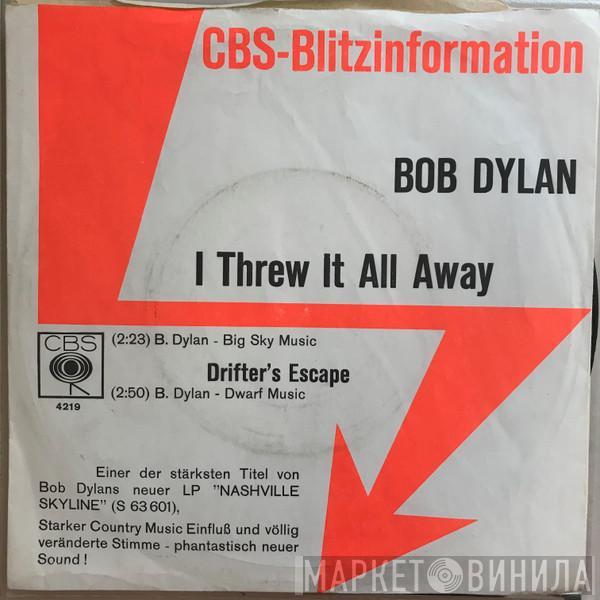 CBS-Blitzinformation
BOB DYLAN
I Threw It All Away
CBS
(2:23) B. Dylan - Big Sky Music
Drifter's Escape
(2:50) B. Dylan - Dwarf Music
4219
Einer der stärksten Titel von
Bob Dylans neuer LP "NASHVILLE
SKYLINE" (S 63 601),
Starker Country Music Einfluß und völlig
veränderte Stimme - phantastisch neuer
Sound !
МАРКЕТ ВИНИЛА